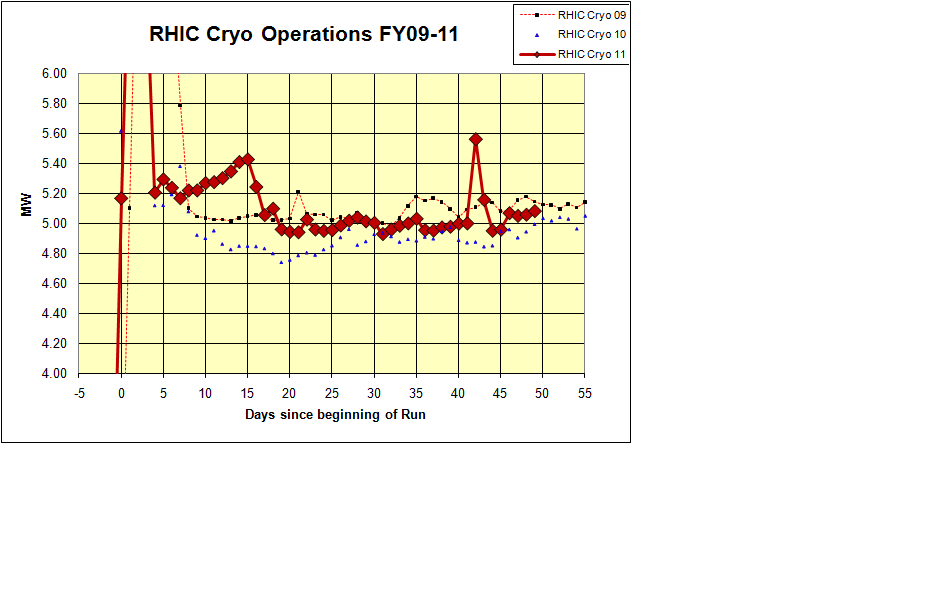 RHIC Cryo Operations FY09-11
RHIC Cryo 09
RHIC Cryo 10
RHIC Cryo 11
6.00
5.80
5.60
5.40
5.20
5.00
4.80
4.60
4.40
4.20
4.00
MW
-5 0 5 10 15 20 25 30 35 40 45 50 55
Days since beginning of Run